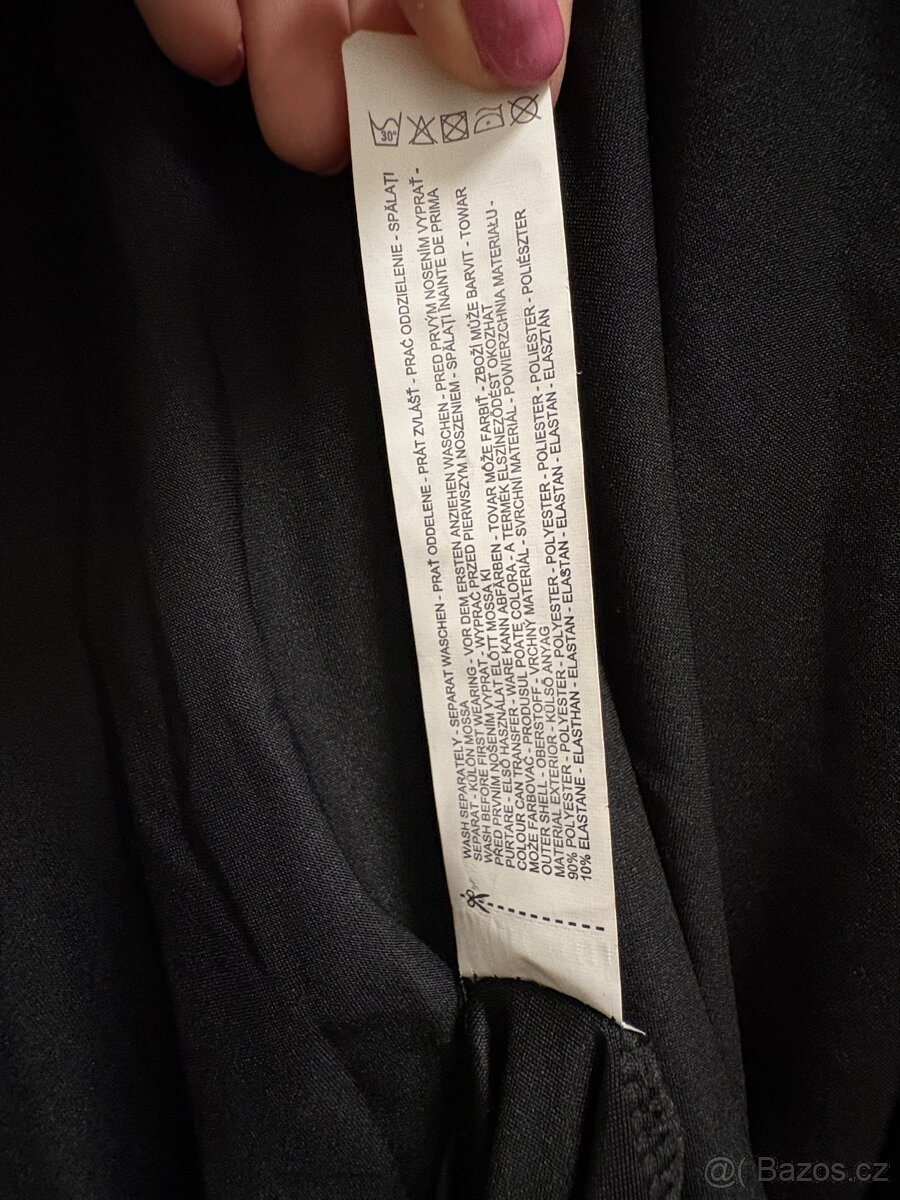 30°
WASH SEPARATELY - SEPARAT WASCHEN - PRAŤ ODDELENE - PRÁT ZVLÁŠŤ - PRAĆ ODDZIELENIE - SPĂLAȚI
SEPARAT - KÜLÖN MOSSA
WASH BEFORE FIRST WEARING - VOR DEM ERSTEN ANZIEHEN WASCHEN - PRED PRVÝM NOSENÍM VYPRAŤ -
PŘED PRVNÍM NOŠENÍM VYPRAT - WYPRAĆ PRZED PIERWSZYM NOSZENIEM - SPĂLAȚI ÎNAINTE DE PRIMA
PURTARE - ELSŐ HASZNÁLAT ELŐTT MOSSA KI
COLOUR CAN TRANSFER - WARE KANN ABFÄRBEN - TOVAR MÔŽE FARBIŤ - ZBOŽÍ MŮŽE BARVIT - TOWAR
MOŻE FARBOVAĆ - PRODUSUL POATE COLORA - A TERMÉK ELSZÍNEZŐDÉST OKOZHAT
OUTER SHELL - OBERSTOFF - VRCHNÝ MATERIÁL - SVRCHNÍ MATERIÁL - POWIERZCHNIA MATERIAŁU -
MATERIAL EXTERIOR - KÜLSŐ ANYAG
90% POLYESTER - POLYESTER - POLYESTER - POLYESTER - POLIESTER - POLIESTER - POLIÉSZTER
10% ELASTANE - ELASTHAN - ELASTAN - ELASTAN - ELASTAN - ELASTAN - ELASZTÁN
@( Bazos.cz